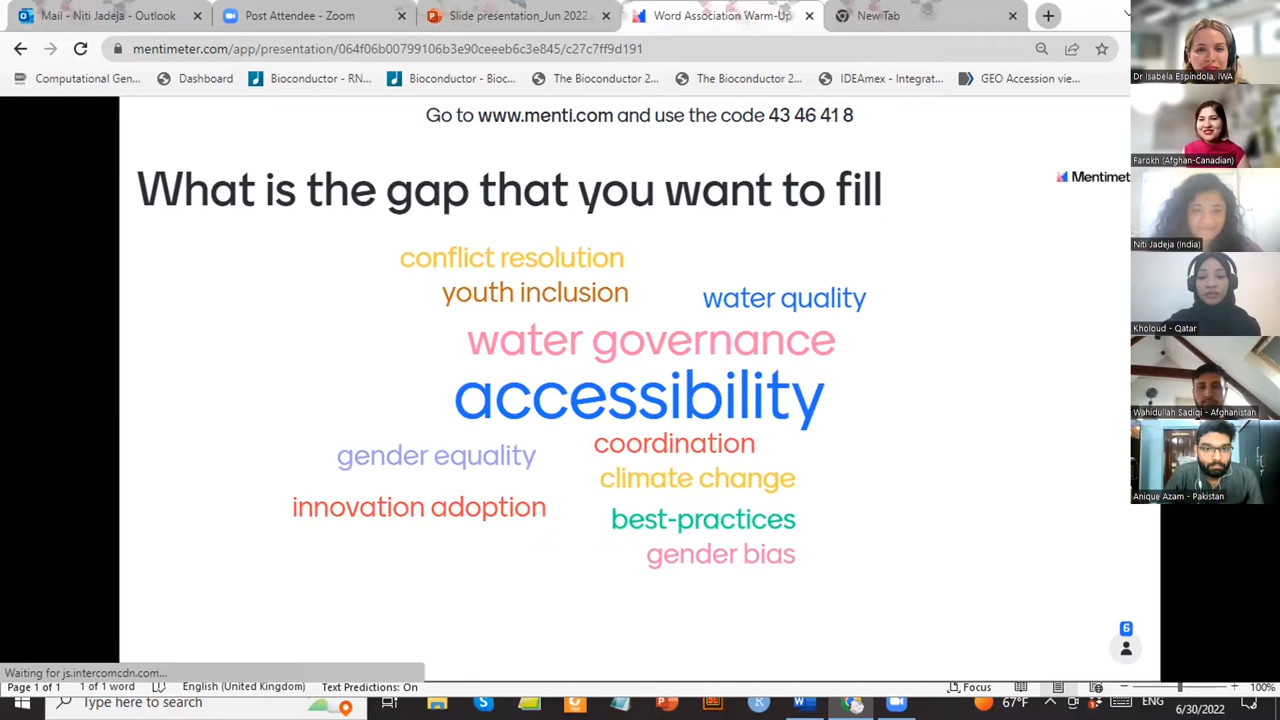 Mail - Niti Jadeja - Outlook
Post Attendee - Zoom
Slide presentation_Jun 2022
Word Association Warm-Up
New Tab
mentimeter.com/app/presentation/064f06b00799106b3e90ceeeb6c3e845/c27c7ff9d191
Computational Gen...
Dashboard
Bioconductor - RN...
Bioconductor - Bioc...
The Bioconductor 2...
The Bioconductor 2...
IDEAmex - Integrat...
GEO Accession vie...
Go to www.menti.com and use the code 43 46 41 8
What is the gap that you want to fill
Mentimet
conflict resolution
youth inclusion
water quality
water governance
accessibility
coordination
gender equality
climate change
innovation adoption
best-practices
gender bias
6
Dr Isabela Espindola, IWA
Farokh (Afghan-Canadian)
Niti Jadeja (India)
Kholoud - Qatar
Wahidullah Sadiqi - Afghanistan
Anique Azam - Pakistan
Waiting for js.intercomcdn.com...
Page 1 of 1
1 of 1 word
English (United Kingdom)
Text Predictions: On
Focus
100%
Type here to search
67°F
ENG
6/30/2022